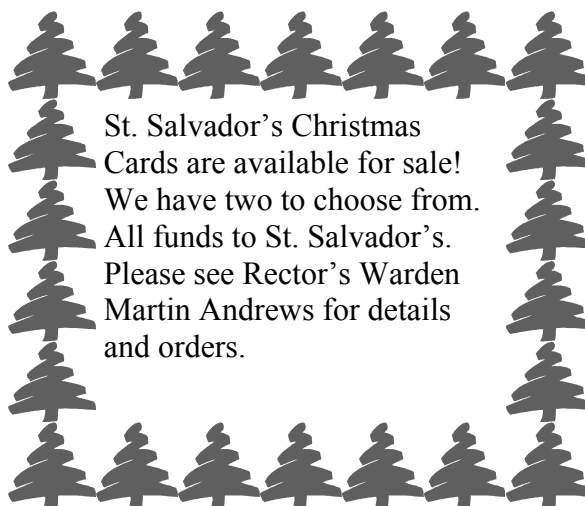 St. Salvador’s Christmas
Cards are available for sale!
We have two to choose from.
All funds to St. Salvador’s.
Please see Rector’s Warden
Martin Andrews for details
and orders.